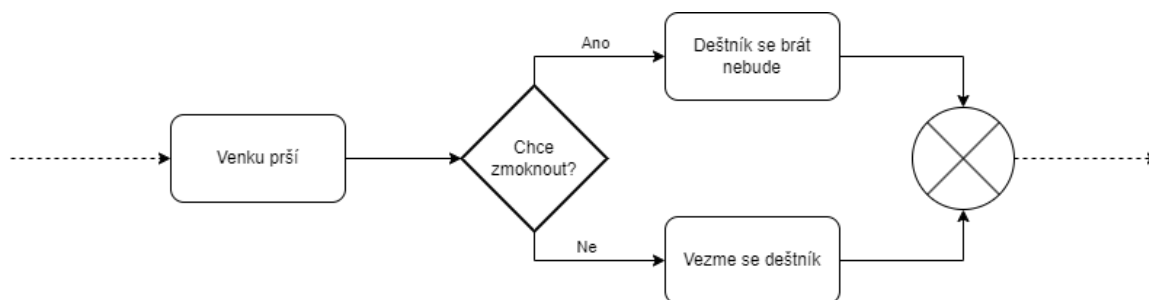 Venku prší
Chce
zmoknout?
Ano
Deštník se brát
nebude
Ne
Vezme se deštník